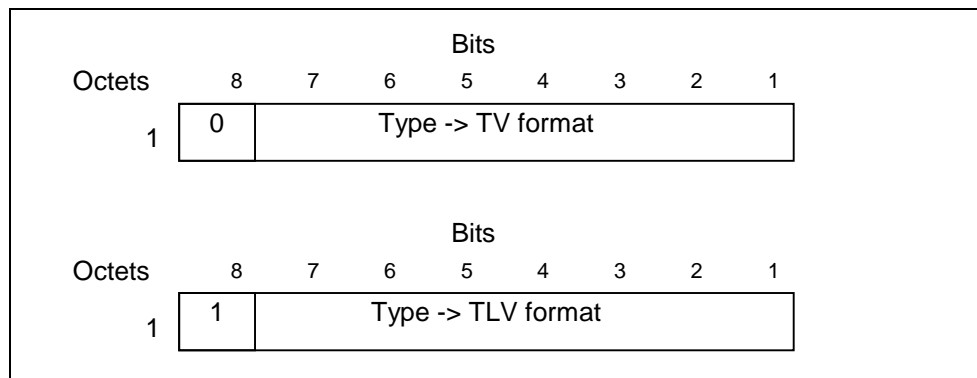 Bits
Octets 8 7 6 5 4 3 2 1
1 0 Type -> TV format
Bits
Octets 8 7 6 5 4 3 2 1
1 1 Type -> TLV format